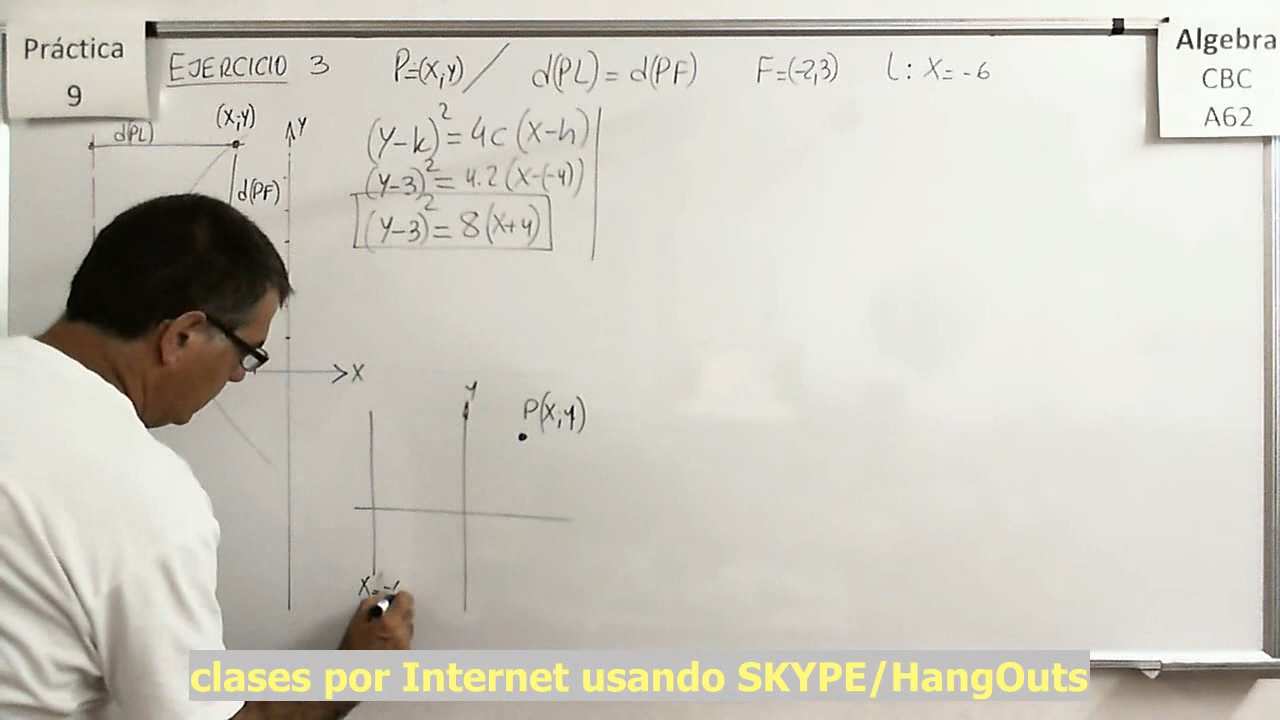 Práctica
9
EJERCICIO 3 P=(X,Y) / d(PL) = d(PF) F=(-2,3) L: X=-6
Algebra
CBC
A62
(X,Y)
Y
d(PL)
d(PF)
X
(Y-k)²=4c(X-h)
(Y-3)²=4.2(X-(-4))
(Y-3)²=8(X+4)
Y
P(X,Y)
X=-
clases por Internet usando SKYPE/HangOuts